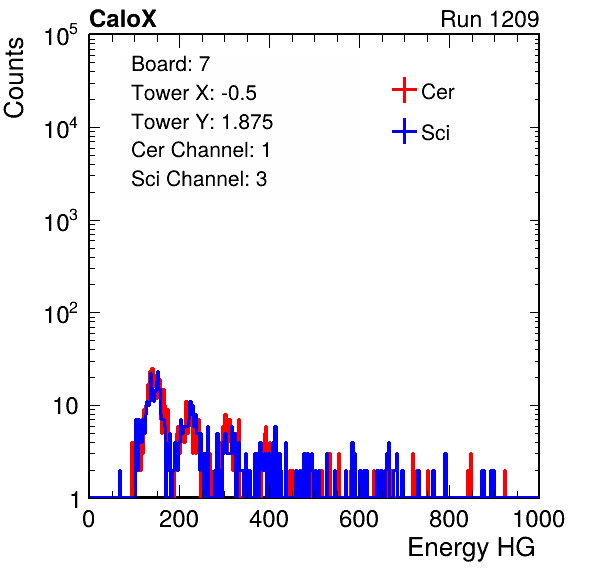 CaloX Run 1209
Counts
Board: 7
Tower X: -0.5
Tower Y: 1.875
Cer Channel: 1
Sci Channel: 3
Cer
Sci
10^5
10^4
10^3
10^2
10
1
0 200 400 600 800 1000
Energy HG